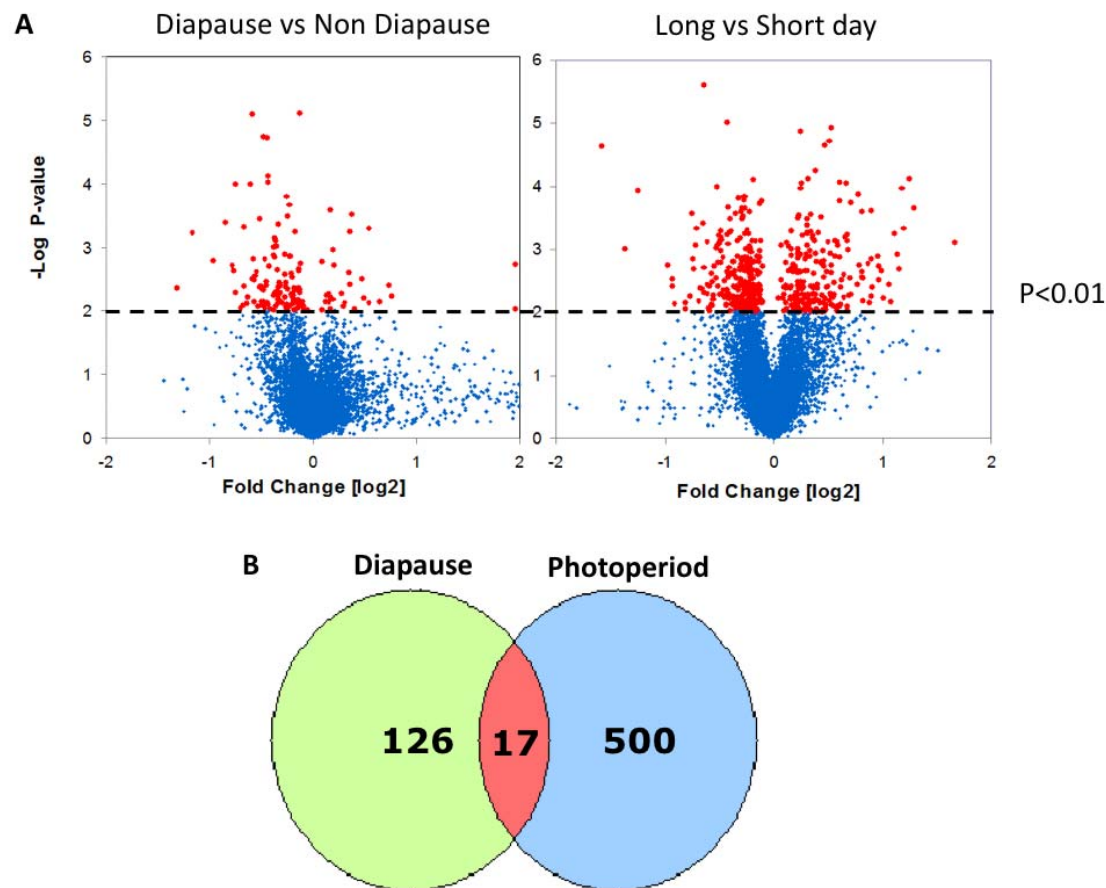 A
Diapause vs Non Diapause
Long vs Short day
-Log P-value
6
5
4
3
2
1
0
-2
-1
0
1
2
Fold Change [log2]
6
5
4
3
2
1
0
-2
-1
0
1
2
Fold Change [log2]
P<0.01
B
Diapause
Photoperiod
126
17
500